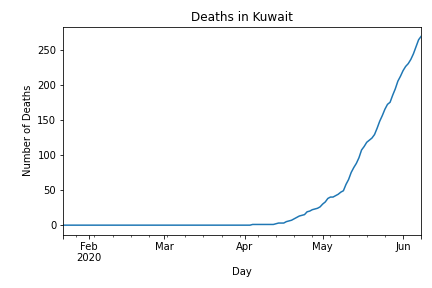 Deaths in Kuwait
Number of Deaths
250
200
150
100
50
0
Feb
2020
Mar
Apr
May
Jun
Day